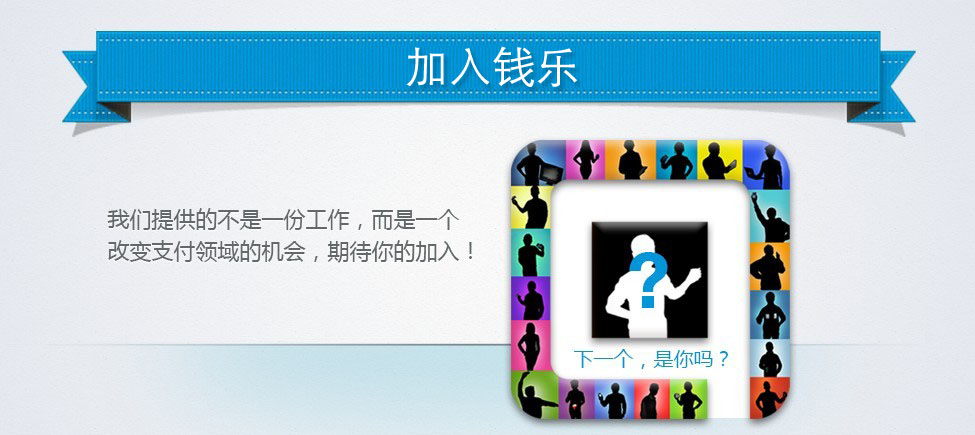 加入钱乐
我们提供的不是一份工作，而是一个
改变支付领域的机会，期待你的加入！
?
下一个，是你吗？